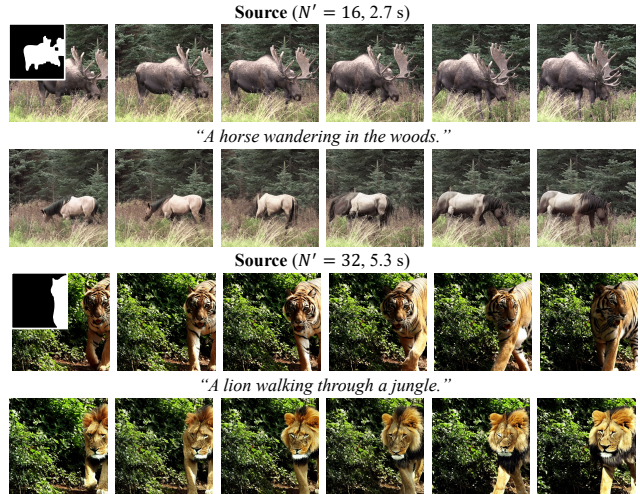 Source (N′ = 16, 2.7 s)
“A horse wandering in the woods.”
Source (N′ = 32, 5.3 s)
“A lion walking through a jungle.”